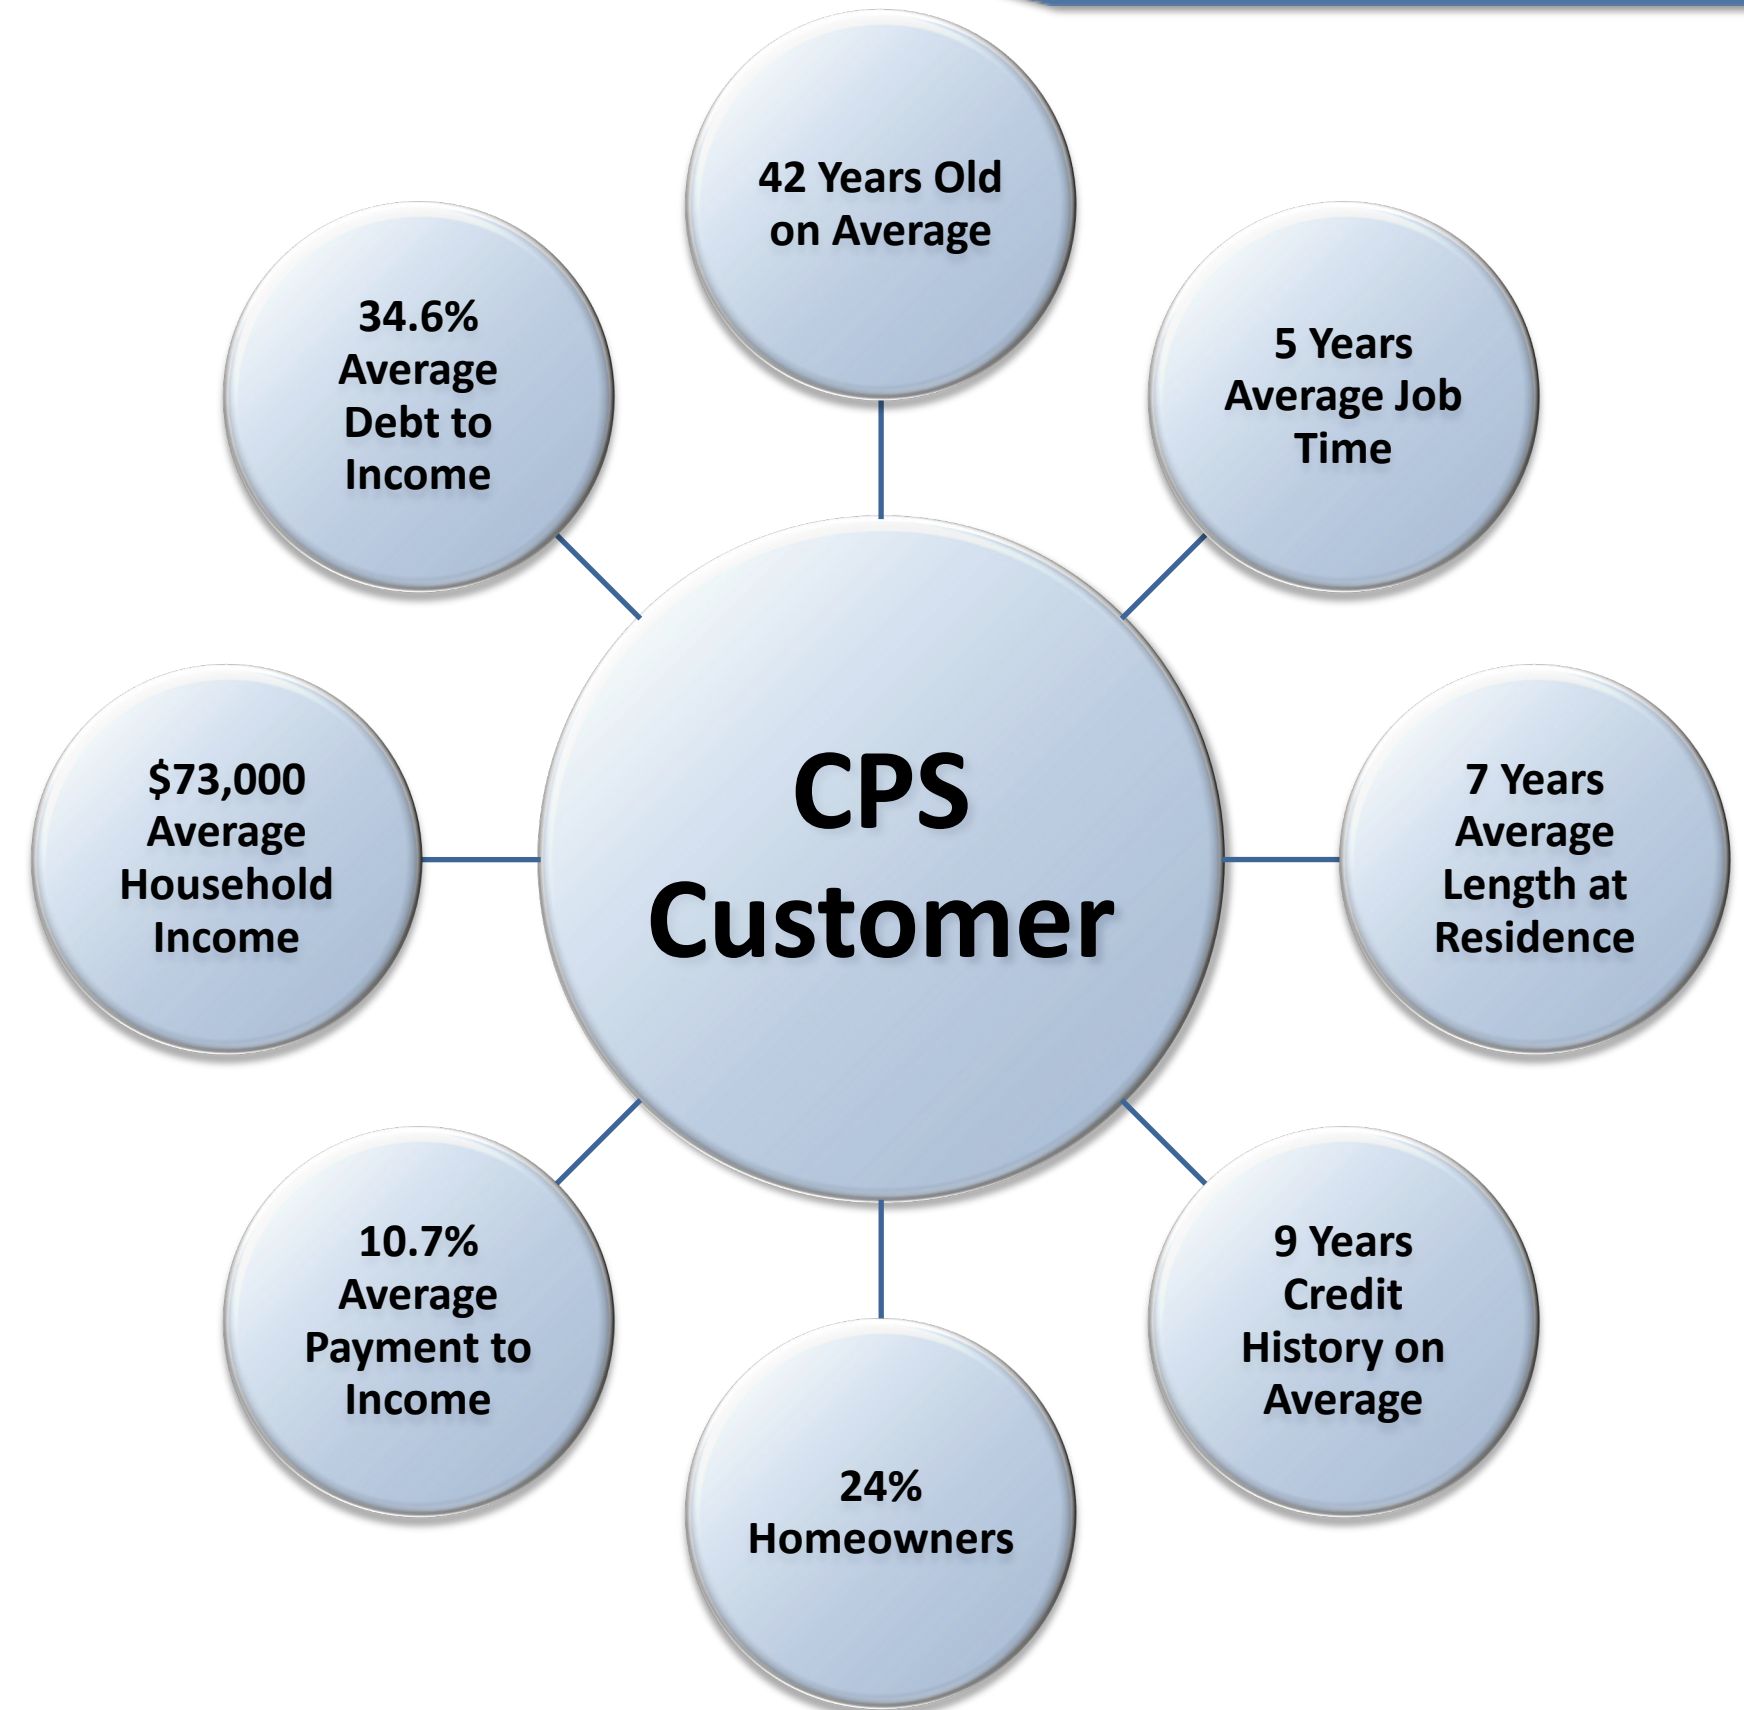 42 Years Old
on Average
34.6%
Average
Debt to
Income
5 Years
Average Job
Time
$73,000
Average
Household
Income
CPS
Customer
7 Years
Average
Length at
Residence
10.7%
Average
Payment to
Income
9 Years
Credit
History on
Average
24%
Homeowners